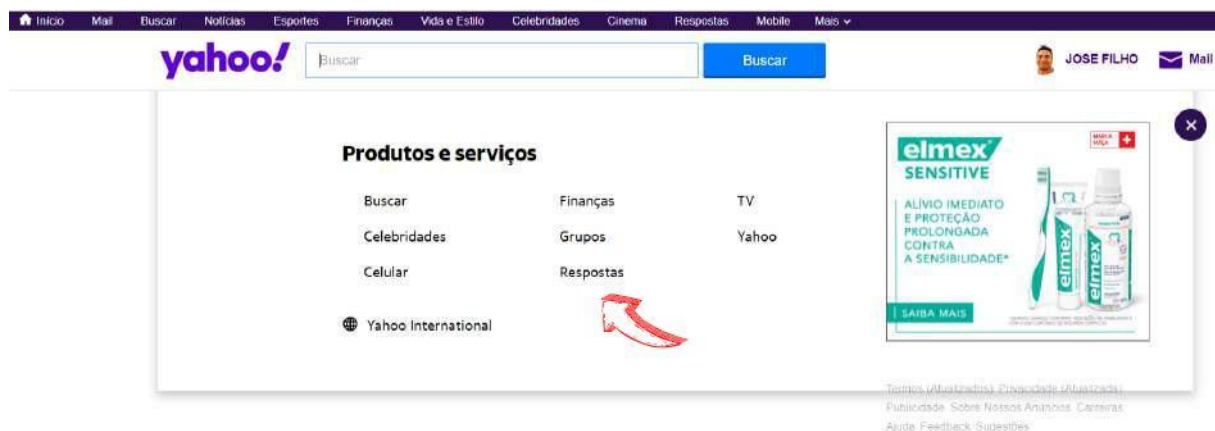 Início Mail Buscar Notícias Esportes Finanças Vida e Estilo Celebridades Cinema Respostas Mobile Mais
yahoo! Buscar Buscar JOSE FILHO Mail
Produtos e serviços
Buscar Finanças TV
Celebridades Grupos Yahoo
Celular Respostas
Yahoo International
elmex
SENSITIVE
ALÍVIO IMEDIATO
E PROTEÇÃO
PROLONGADA
CONTRA
A SENSIBILIDADE*
elmex
elmex
SAIBA MAIS
Termos (Atualizados) Privacidade (Atualizada)
Publicidade Sobre Nossos Anúncios Carreiras
Ajuda Feedback Sugestões